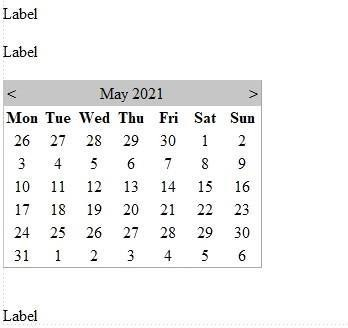 Label
Label
< May 2021 >
Mon Tue Wed Thu Fri Sat Sun
26 27 28 29 30 1 2
3 4 5 6 7 8 9
10 11 12 13 14 15 16
17 18 19 20 21 22 23
24 25 26 27 28 29 30
31 1 2 3 4 5 6
Label